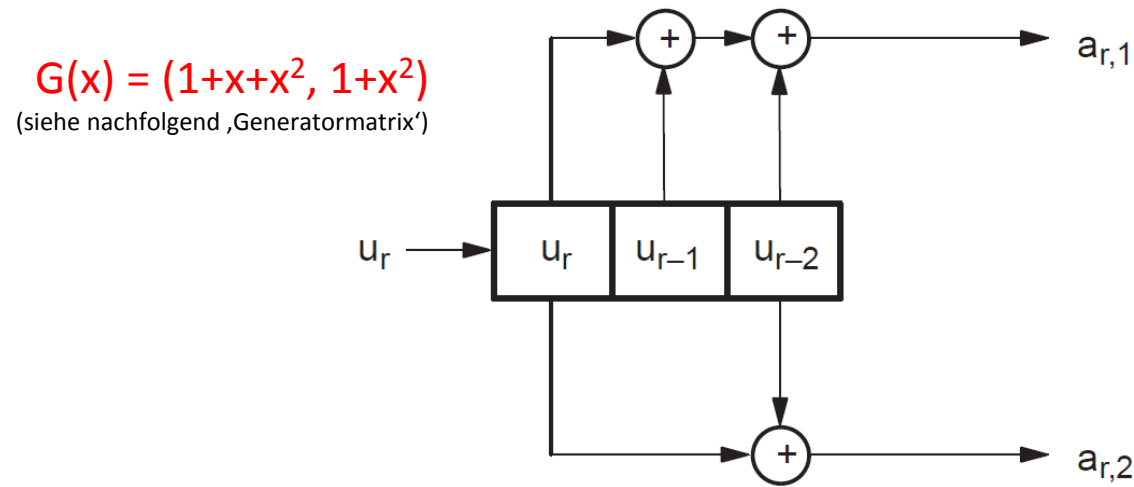 + + a_{r,1}
G(x) = (1+x+x², 1+x²)
(siehe nachfolgend ‚Generatormatrix‘)
u_r u_r u_{r–1} u_{r–2}
+ a_{r,2}